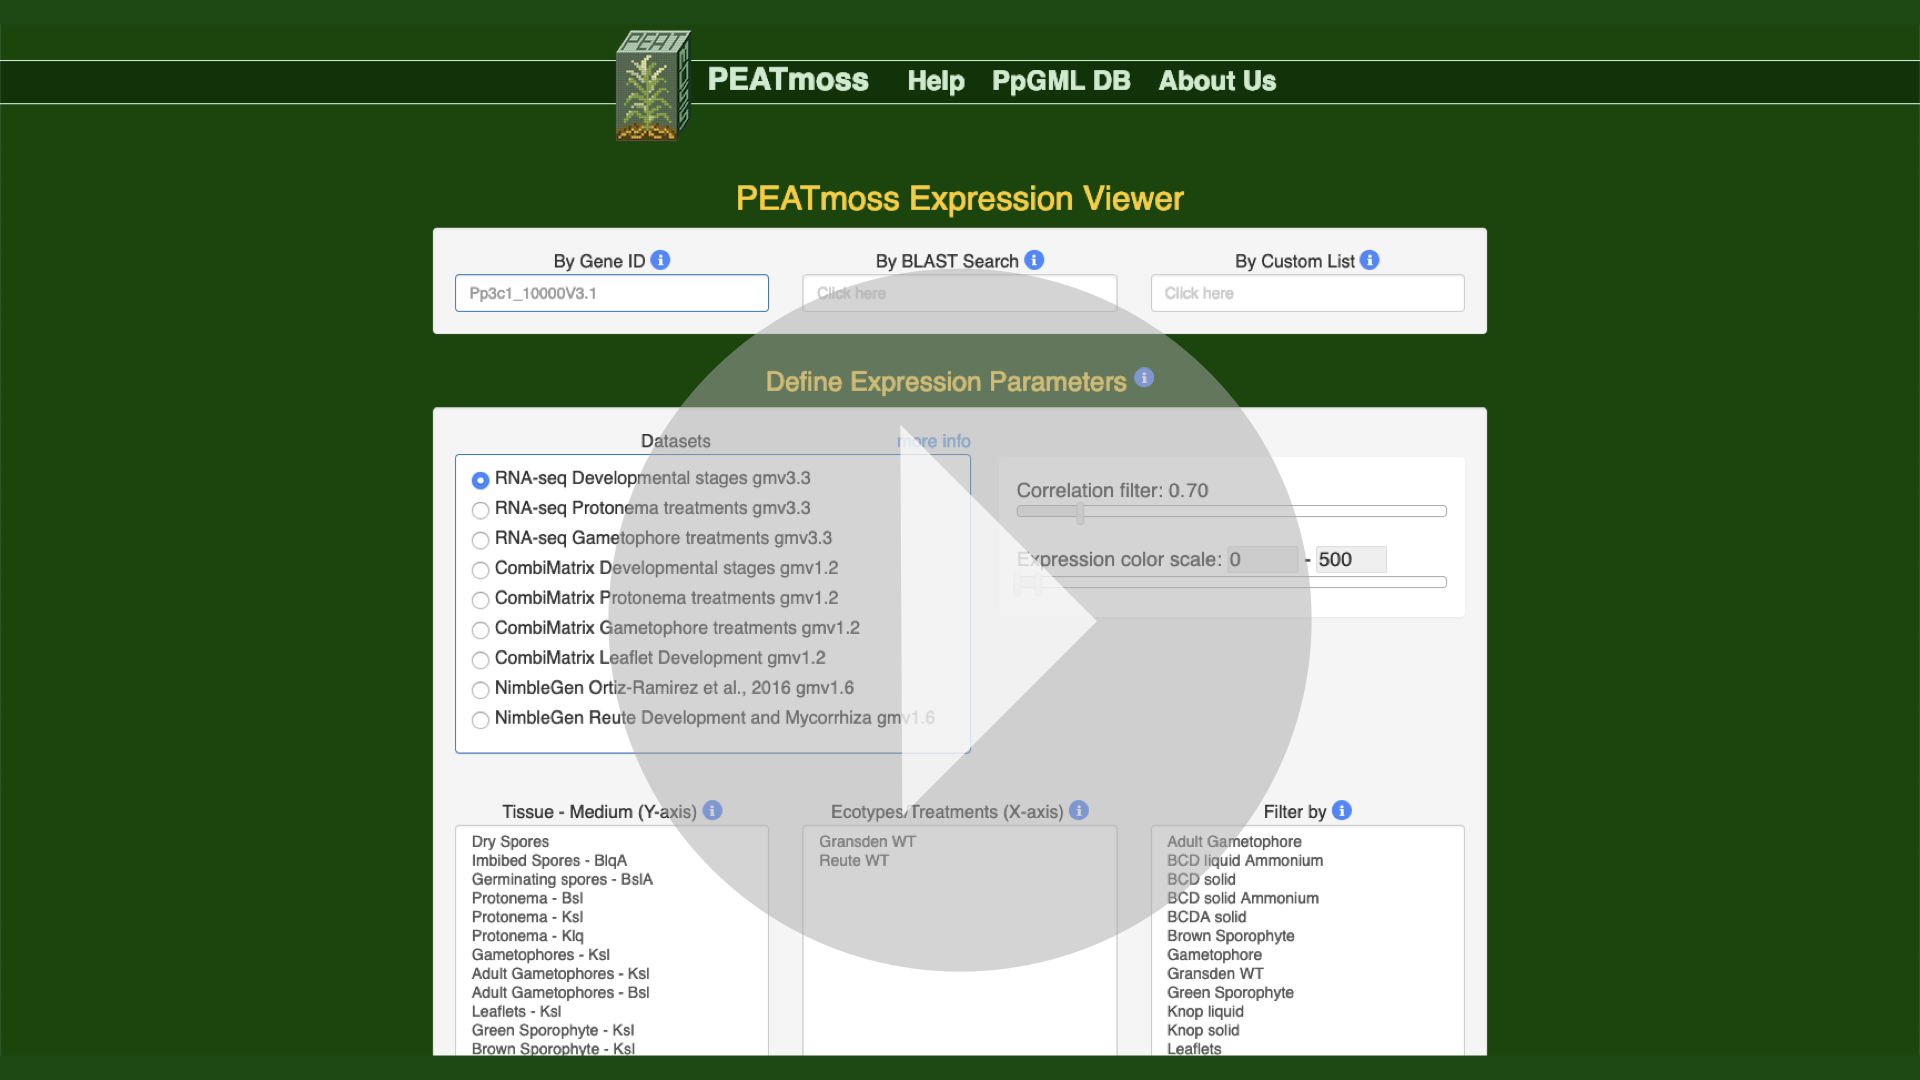 PEAT
MOSS
PEATmoss Help PpGML DB About Us
PEATmoss Expression Viewer
By Gene ID
By BLAST Search
By Custom List
Pp3c1_10000V3.1
Click here
Click here
Define Expression Parameters
Datasets more info
RNA-seq Developmental stages gmv3.3
RNA-seq Protonema treatments gmv3.3
RNA-seq Gametophore treatments gmv3.3
CombiMatrix Developmental stages gmv1.2
CombiMatrix Protonema treatments gmv1.2
CombiMatrix Gametophore treatments gmv1.2
CombiMatrix Leaflet Development gmv1.2
NimbleGen Ortiz-Ramirez et al., 2016 gmv1.6
NimbleGen Reute Development and Mycorrhiza gmv1.6
Correlation filter: 0.70
Expression color scale: 0 - 500
Tissue - Medium (Y-axis)
Dry Spores
Imbibed Spores - BlqA
Germinating spores - BslA
Protonema - Bsl
Protonema - Ksl
Protonema - Klq
Gametophores - Ksl
Adult Gametophores - Ksl
Adult Gametophores - Bsl
Leaflets - Ksl
Green Sporophyte - Ksl
Brown Sporophyte - Ksl
Ecotypes/Treatments (X-axis)
Gransden WT
Reute WT
Filter by
Adult Gametophore
BCD liquid Ammonium
BCD solid
BCD solid Ammonium
BCDA solid
Brown Sporophyte
Gametophore
Gransden WT
Green Sporophyte
Knop liquid
Knop solid
Leaflets